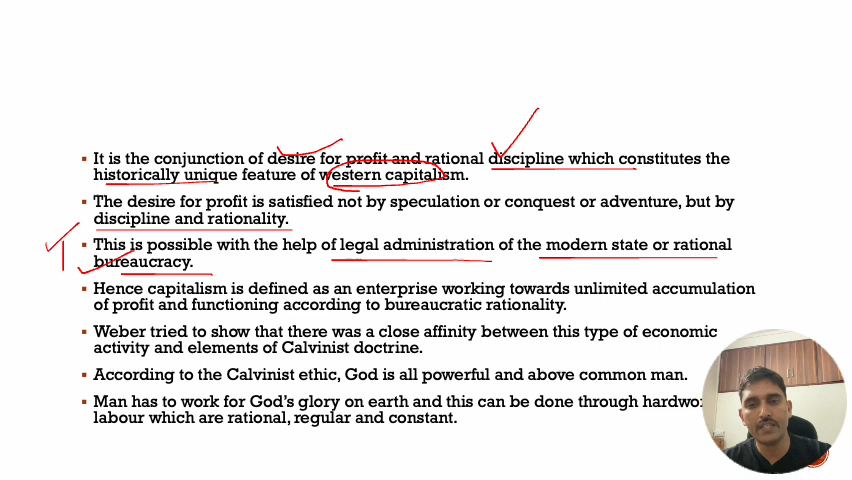 It is the conjunction of desire for profit and rational discipline which constitutes the
historically unique feature of western capitalism.
The desire for profit is satisfied not by speculation or conquest or adventure, but by
discipline and rationality.
This is possible with the help of legal administration of the modern state or rational
bureaucracy.
Hence capitalism is defined as an enterprise working towards unlimited accumulation
of profit and functioning according to bureaucratic rationality.
Weber tried to show that there was a close affinity between this type of economic
activity and elements of Calvinist doctrine.
According to the Calvinist ethic, God is all powerful and above common man.
Man has to work for God's glory on earth and this can be done through
labour which are rational, regular and constant.